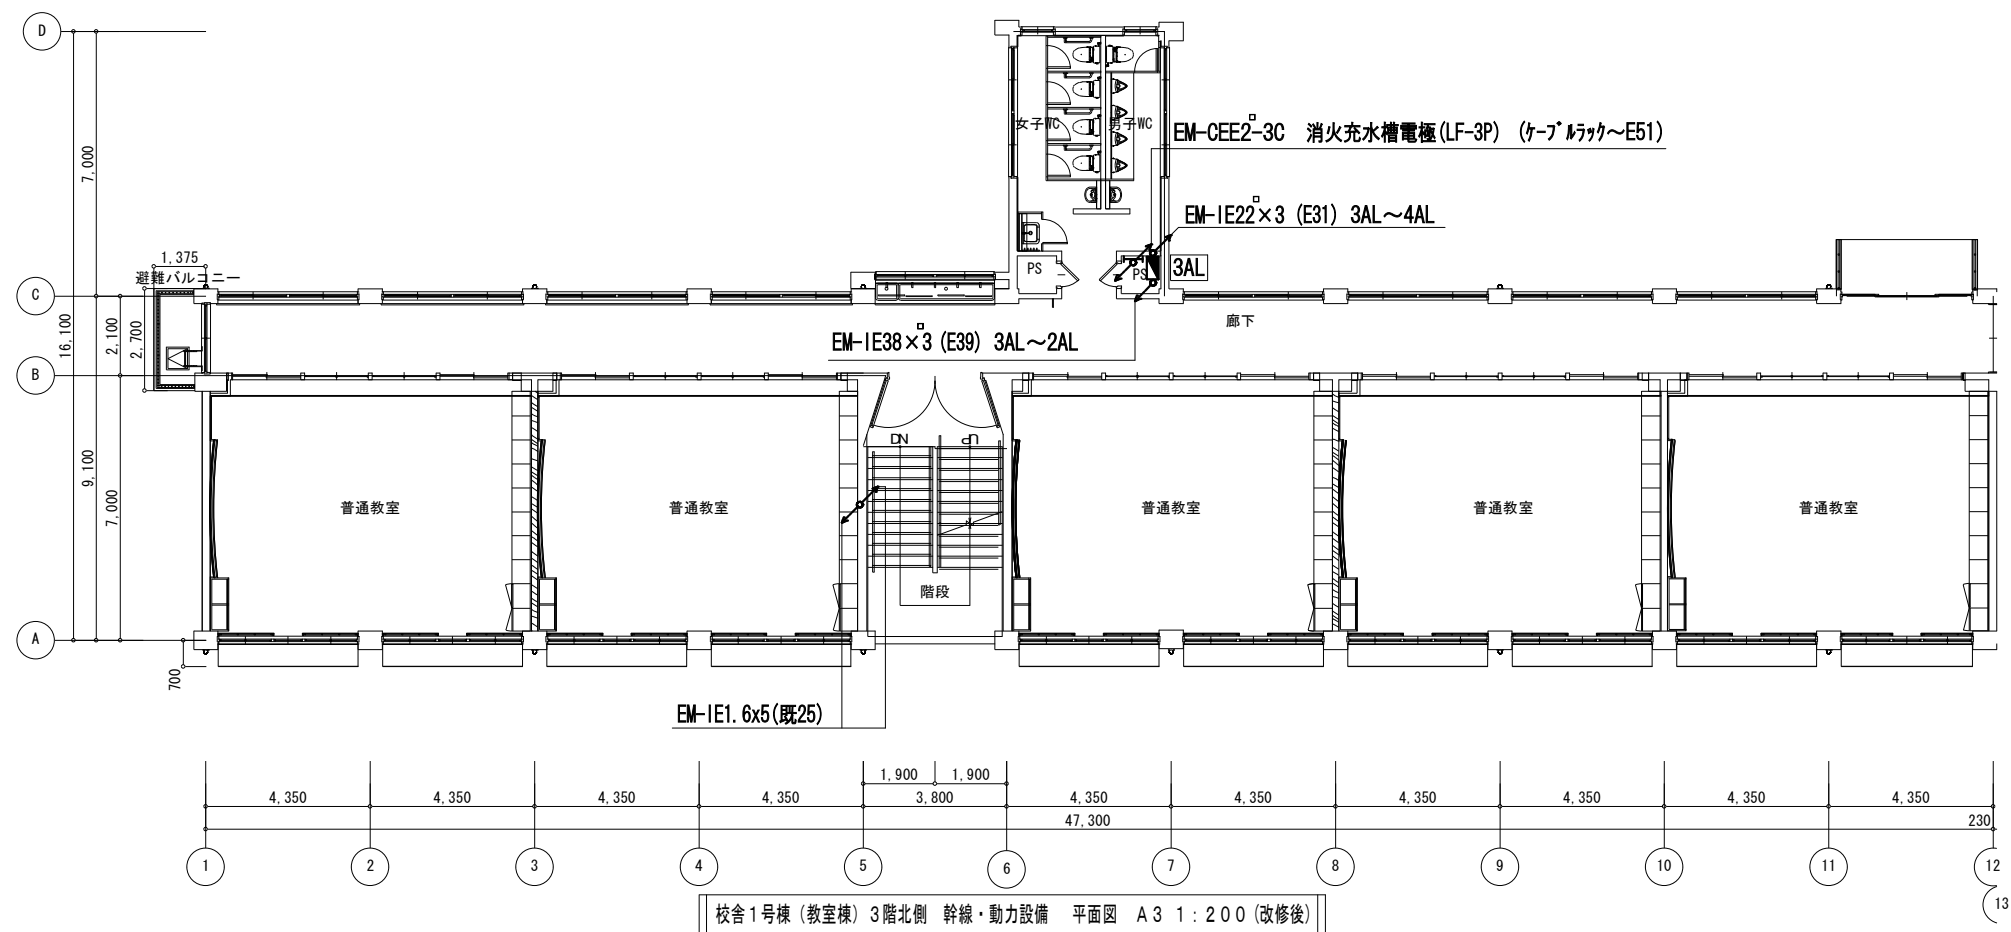 D
7,000
女子WC
男子WC
EM-CEE2□-3C 消火充水槽電極(LF-3P) (ケーブルラック～E51)
EM-IE22□×3 (E31) 3AL～4AL
PS
PS
3AL
1,375
避難バルコニー
C
16,100
2,100
2,700
廊下
EM-IE38□×3 (E39) 3AL～2AL
B
DN
UP
9,100
7,000
普通教室
普通教室
普通教室
普通教室
普通教室
階段
A
700
EM-IE1.6x5(既25)
1,900
1,900
4,350
4,350
4,350
4,350
3,800
4,350
4,350
4,350
4,350
4,350
4,350
47,300
230
1
2
3
4
5
6
7
8
9
10
11
12
13
校舎1号棟(教室棟) 3階北側 幹線・動力設備 平面図 A3 1:200(改修後)